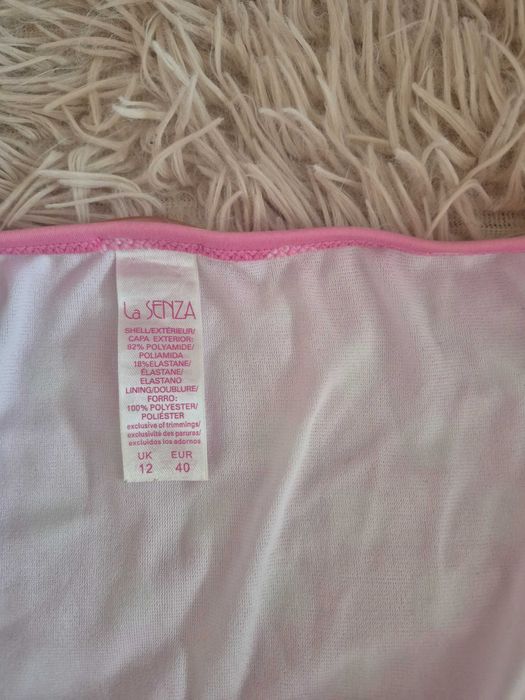 La SENZA
SHELL/EXTÉRIEUR/
CAPA EXTERIOR:
82% POLYAMIDE/
POLIAMIDA
18%ELASTANE/
ÉLASTANE/
ELASTANO
LINING/DOUBLURE/
FORRO:
100% POLYESTER/
POLIÉSTER
exclusive of trimmings/
exclusivité des parures/
excluidos los adornos
UK EUR
12 40